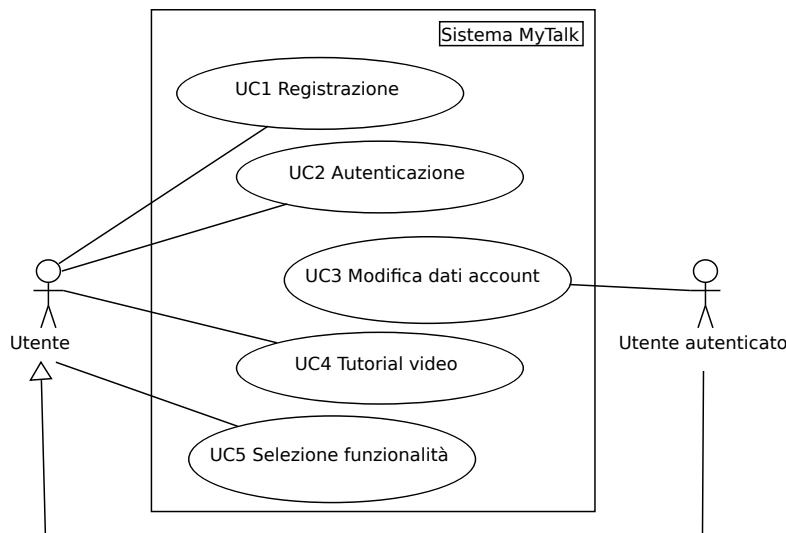 Sistema MyTalk
UC1 Registrazione
UC2 Autenticazione
UC3 Modifica dati account
Utente
Utente autenticato
UC4 Tutorial video
UC5 Selezione funzionalità